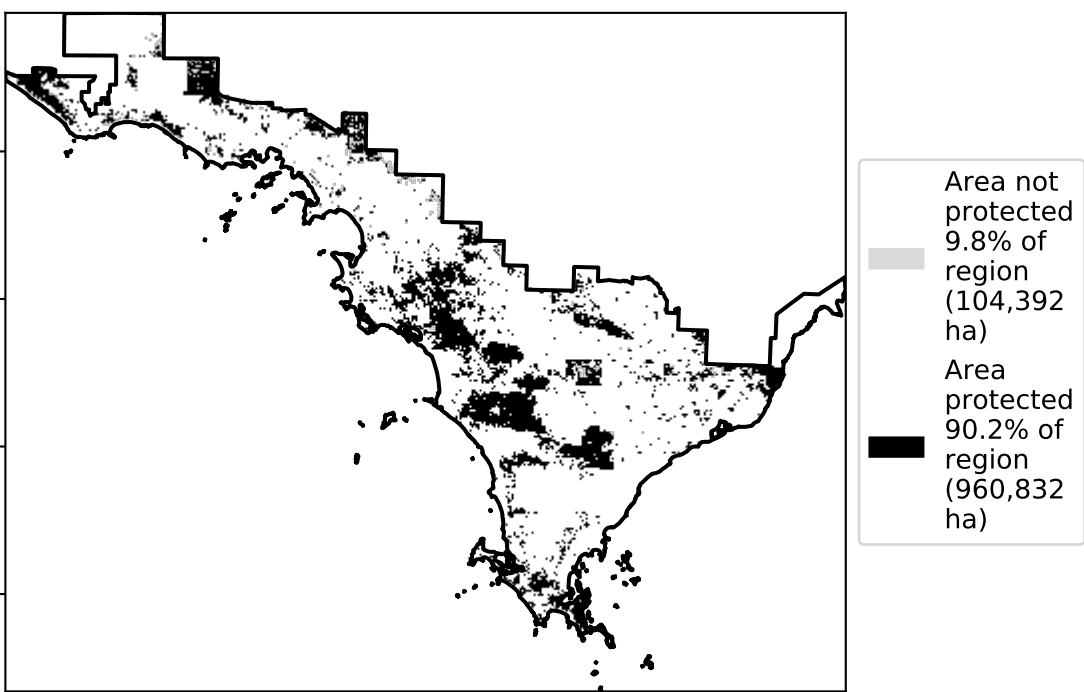 Area not
protected
9.8% of
region
(104,392
ha)
Area
protected
90.2% of
region
(960,832
ha)